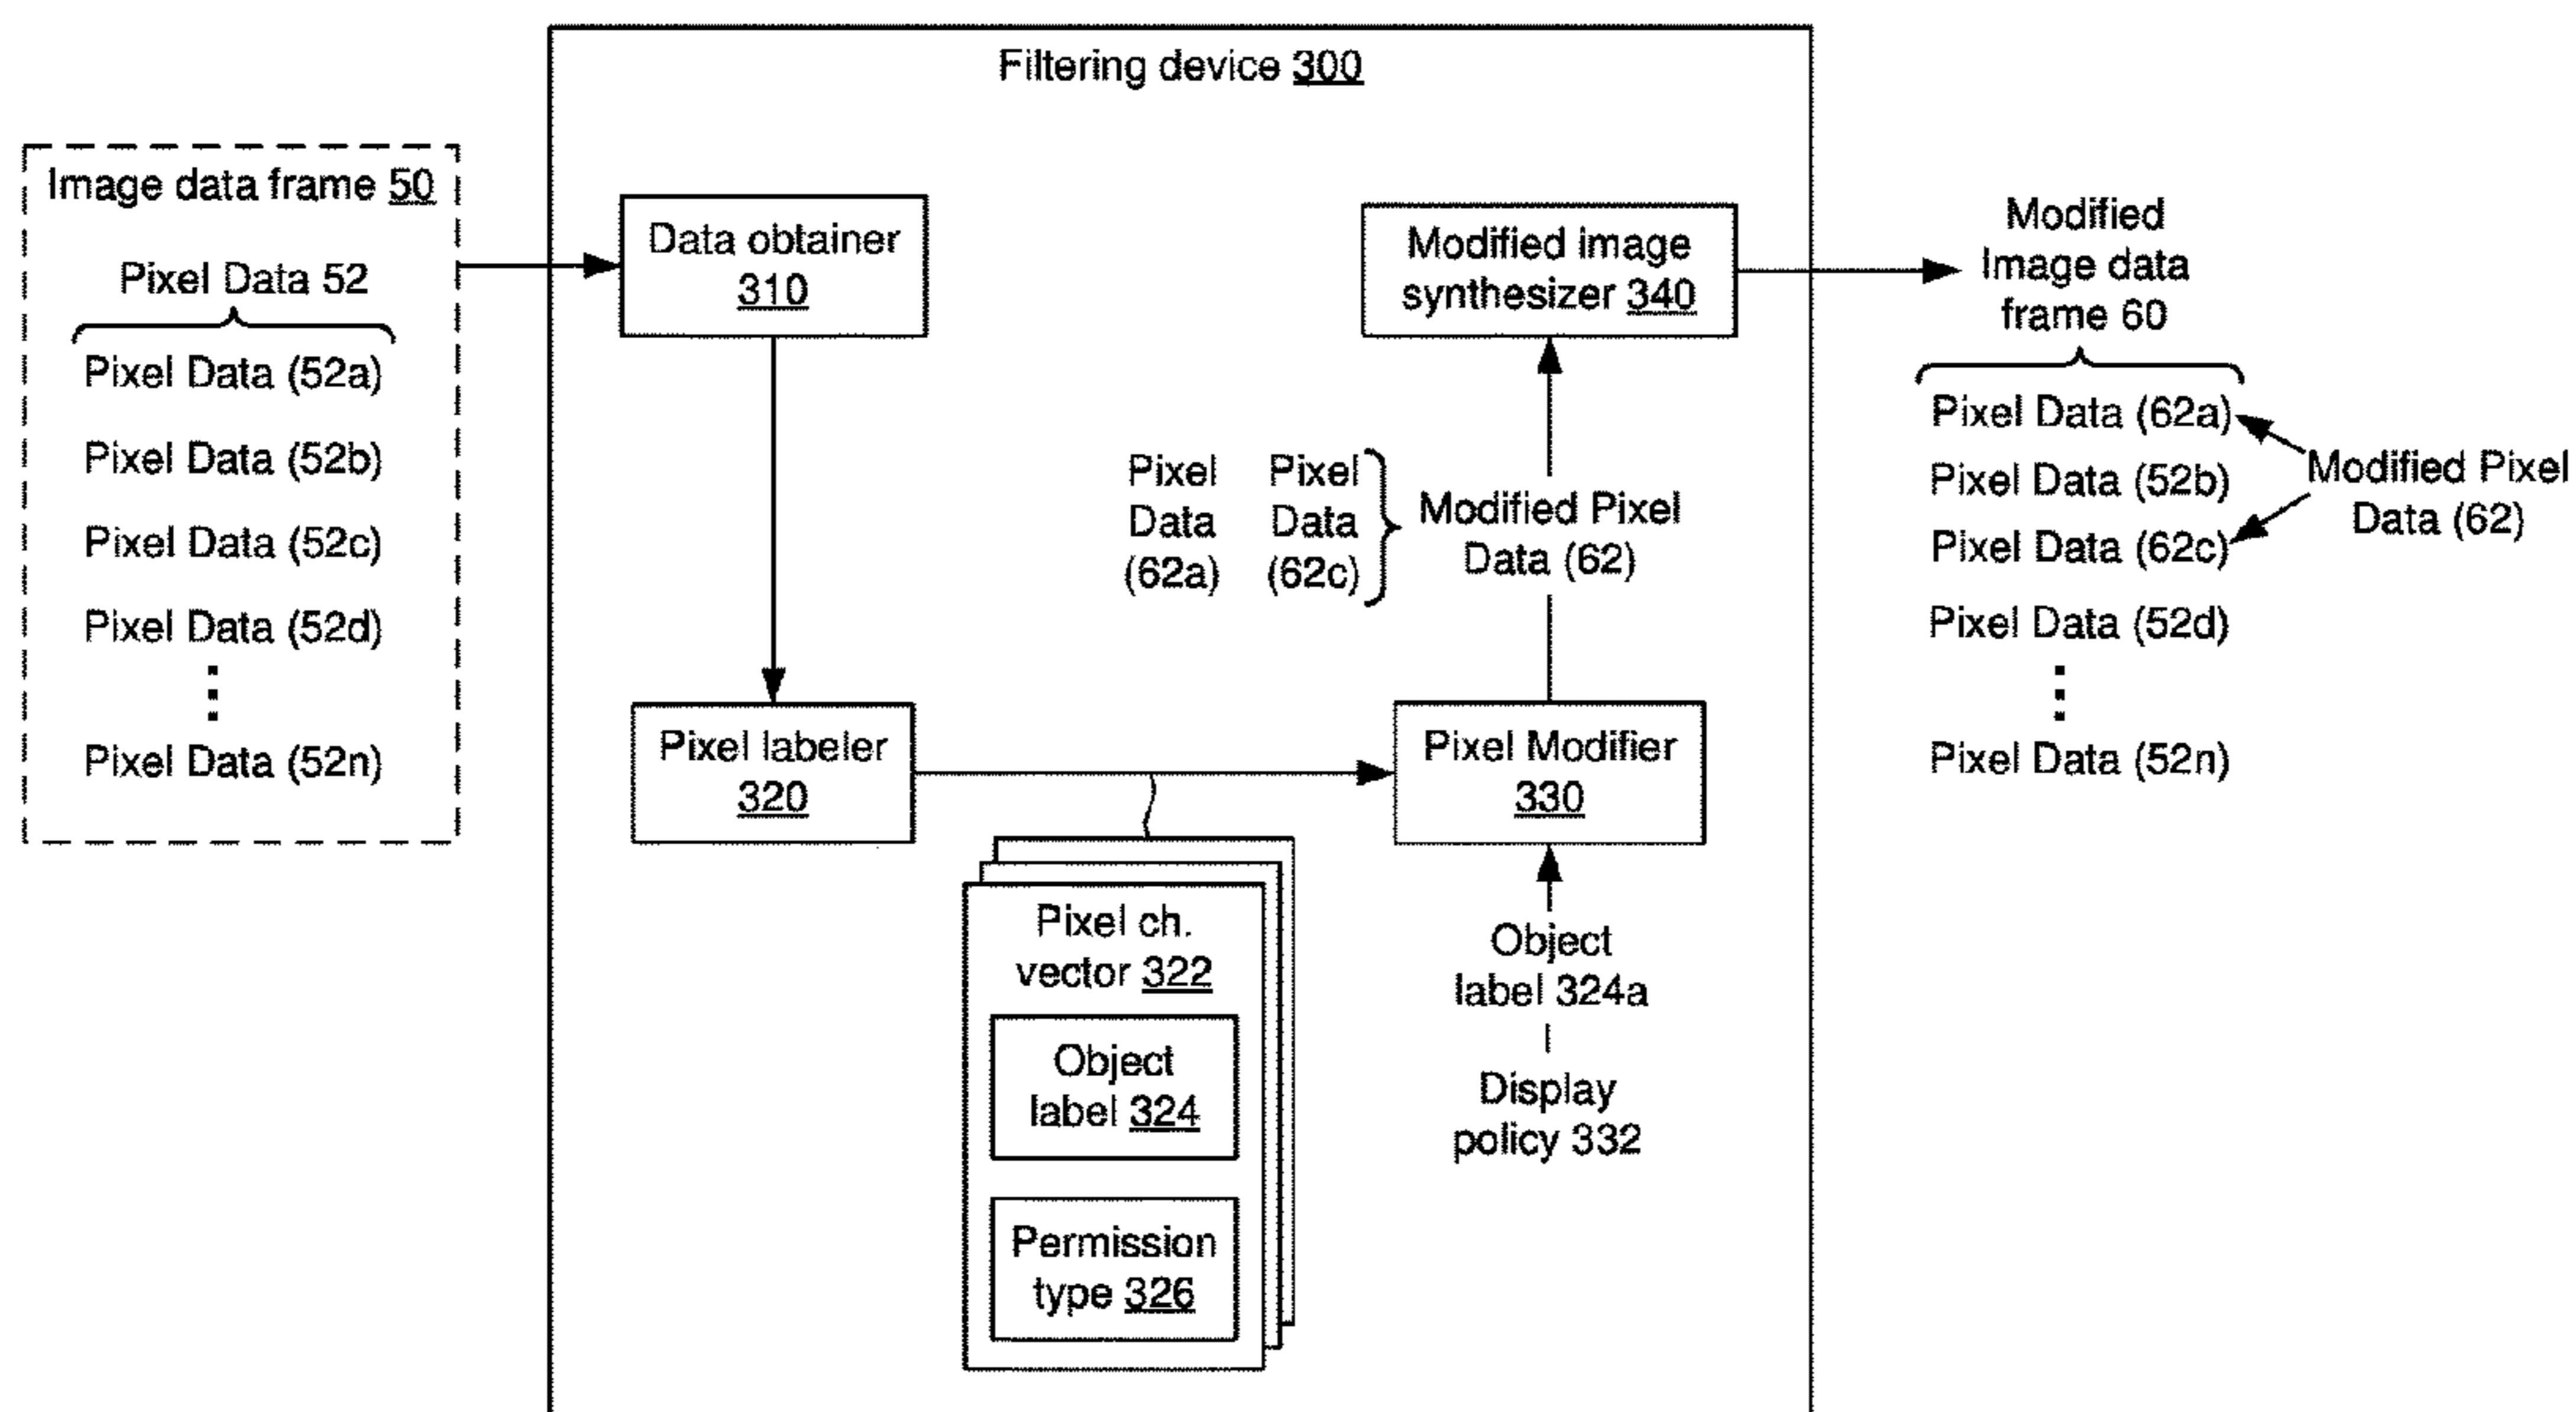 Filtering device 300
Image data frame 50
Pixel Data 52
Pixel Data (52a)
Pixel Data (52b)
Pixel Data (52c)
Pixel Data (52d)
Pixel Data (52n)
Data obtainer
310
Pixel labeler
320
Pixel ch.
vector 322
Object
label 324
Permission
type 326
Modified image
synthesizer 340
Pixel
Data
(62a)
Pixel
Data
(62c)
Modified Pixel
Data (62)
Pixel Modifier
330
Object
label 324a
Display
policy 332
Modified
Image data
frame 60
Pixel Data (62a)
Pixel Data (52b)
Pixel Data (62c)
Pixel Data (52d)
Pixel Data (52n)
Modified Pixel
Data (62)